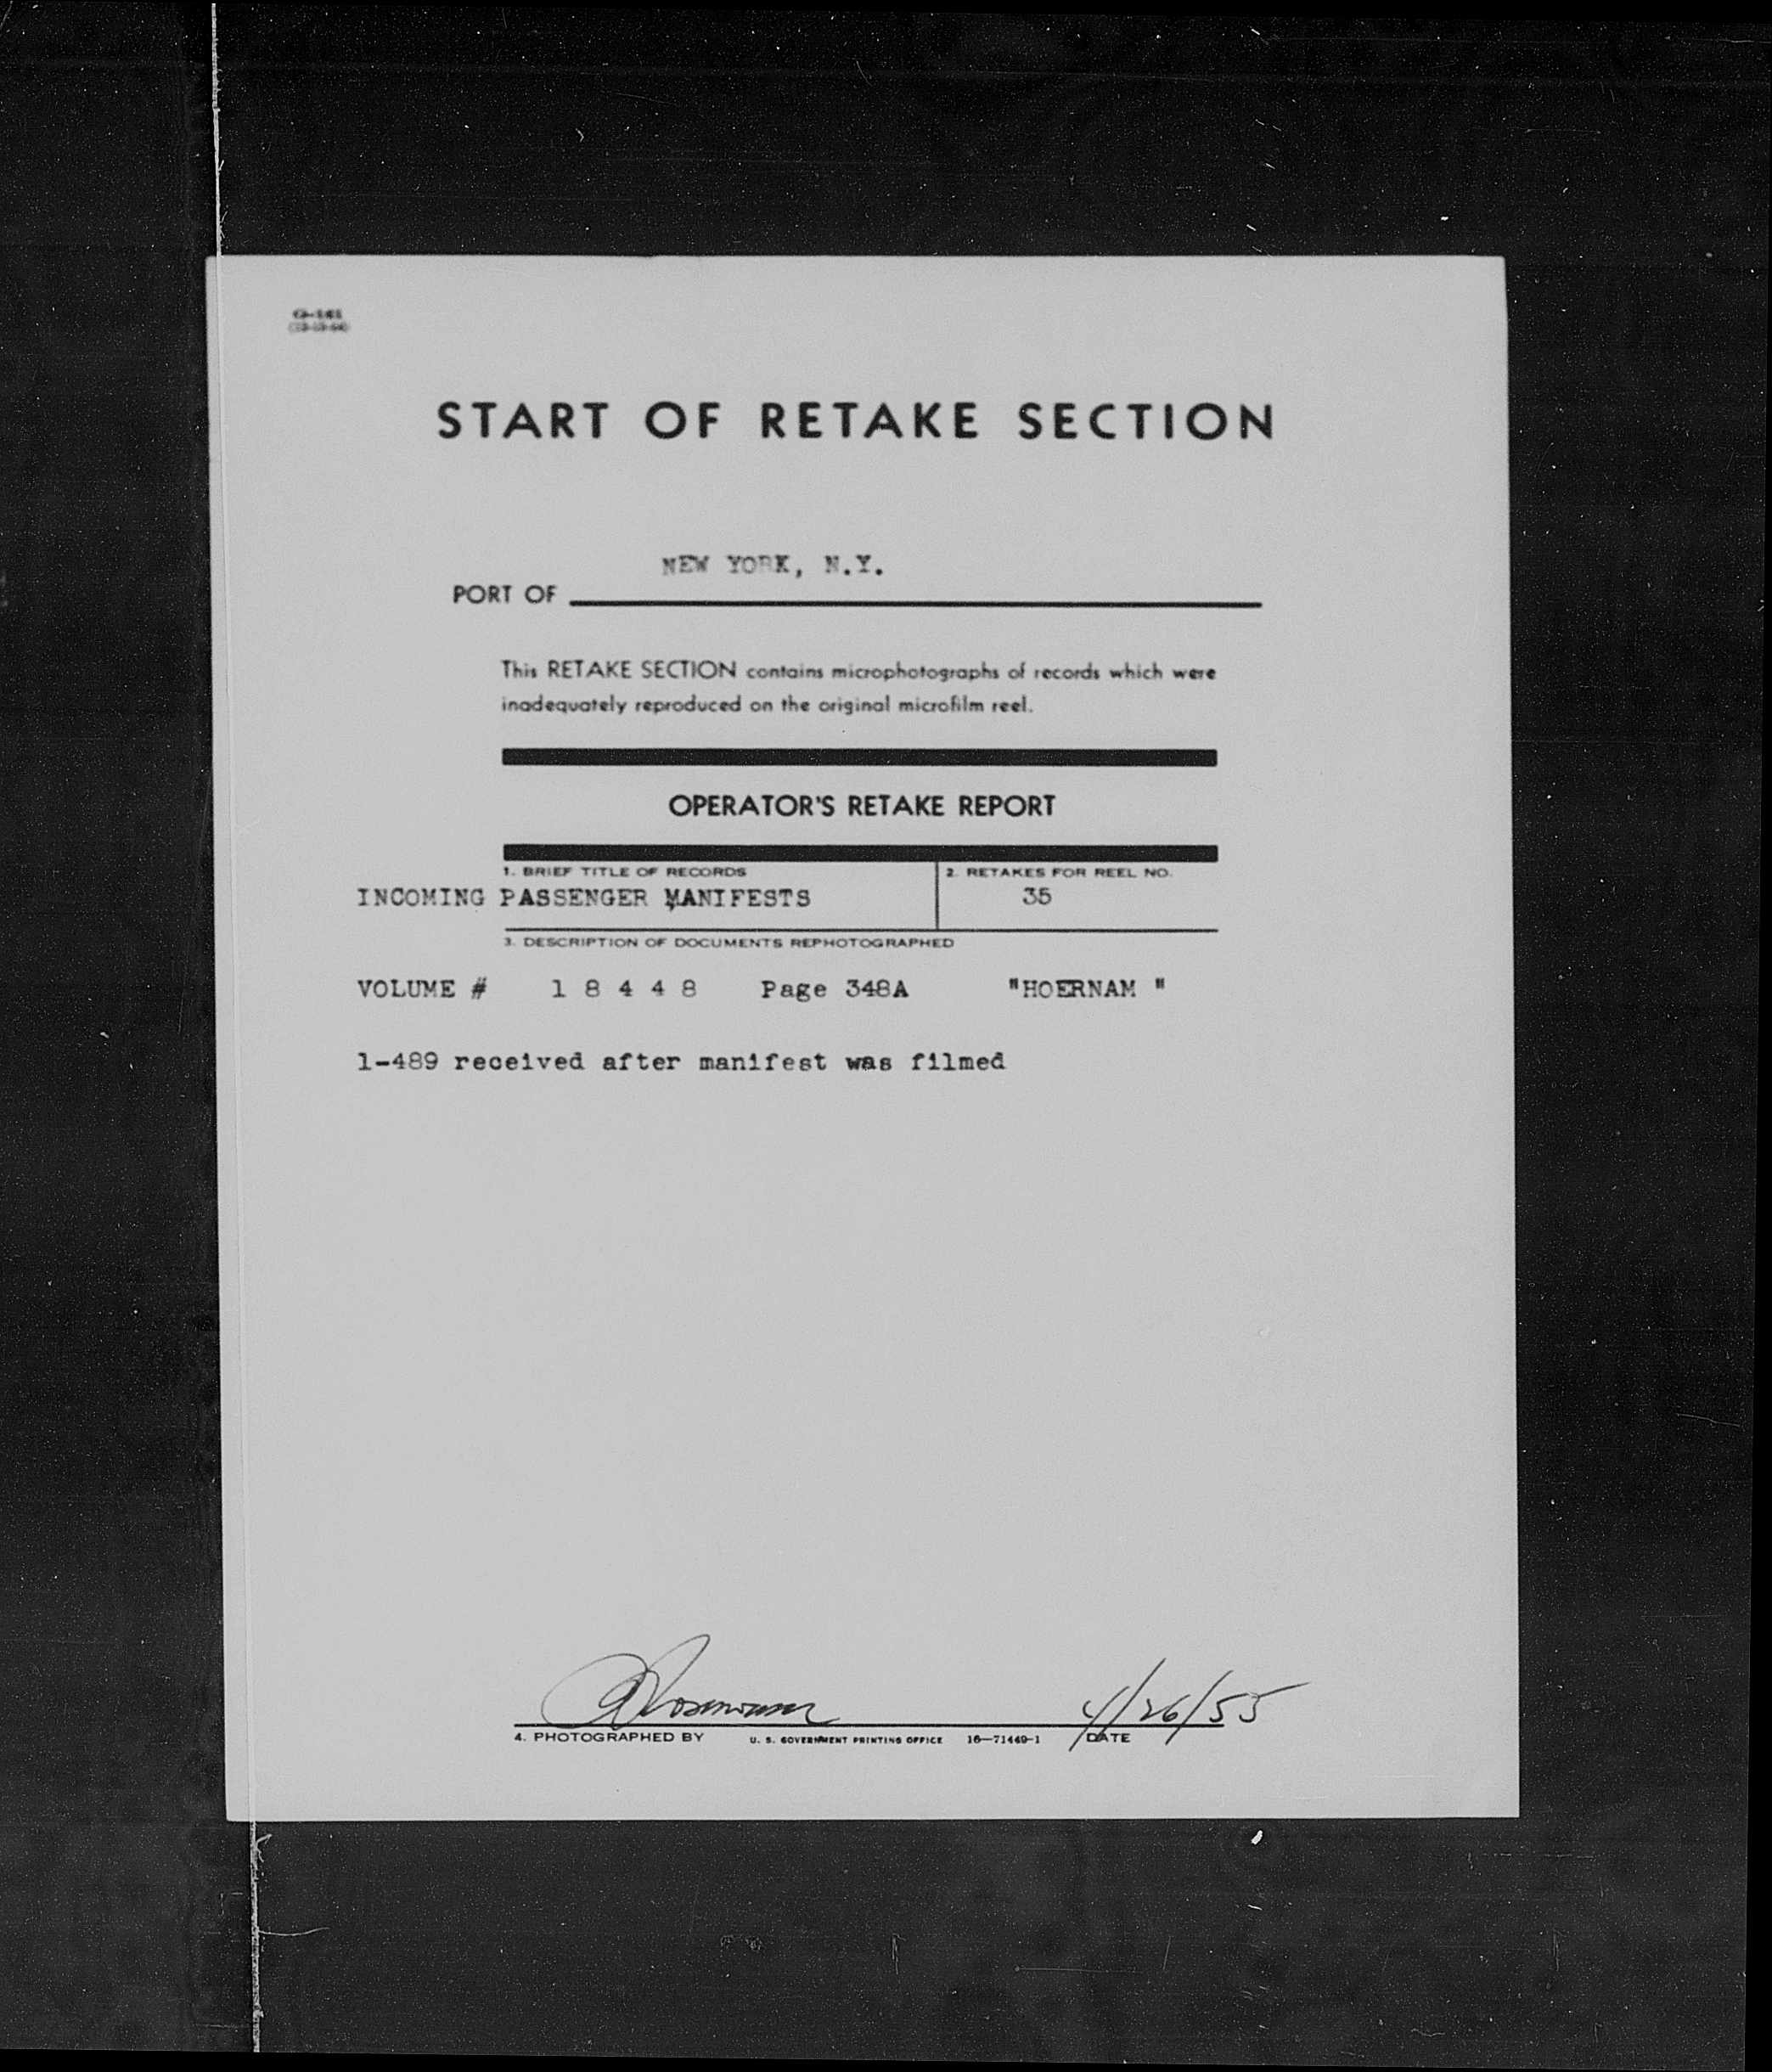 G-141
START OF RETAKE SECTION
NEW YORK, N.Y.
PORT OF
This RETAKE SECTION contains microphotographs of records which were
inadequately reproduced on the original microfilm reel.
OPERATOR'S RETAKE REPORT
1. BRIEF TITLE OF RECORDS 2. RETAKES FOR REEL NO.
INCOMING PASSENGER MANIFESTS 35
3. DESCRIPTION OF DOCUMENTS REPHOTOGRAPHED
VOLUME # 1 8 4 4 8 Page 348A "HOERNAM "
1-489 received after manifest was filmed
4/26/55
4. PHOTOGRAPHED BY U. S. GOVERNMENT PRINTING OFFICE 16—71449-1 DATE